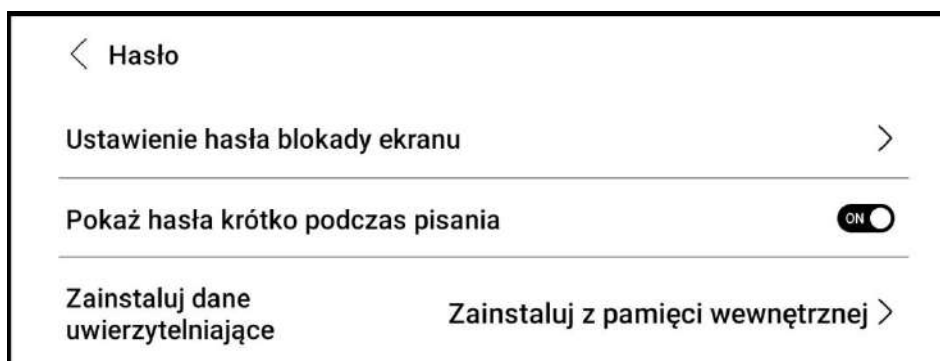 Hasło
Ustawienie hasła blokady ekranu
Pokaż hasła krótko podczas pisania
ON
Zainstaluj dane
uwierzytelniające
Zainstaluj z pamięci wewnętrznej